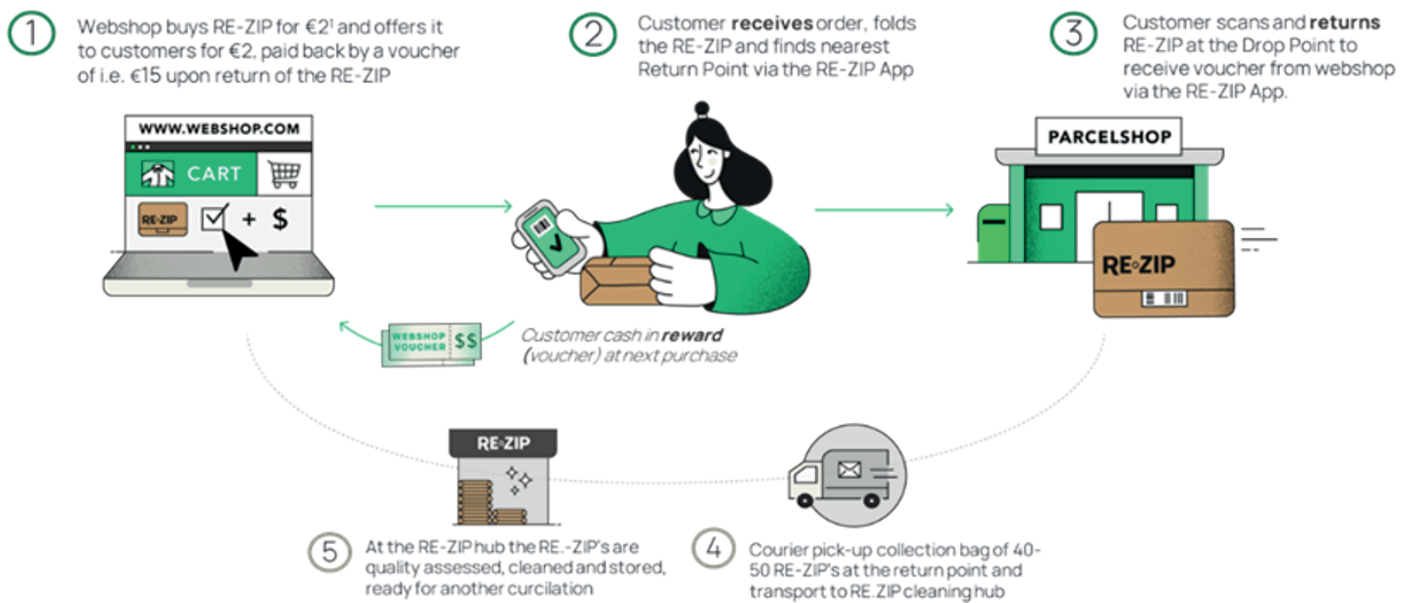 1
Webshop buys RE-ZIP for €2¹ and offers it
to customers for €2, paid back by a voucher
of i.e. €15 upon return of the RE-ZIP
2
Customer receives order, folds
the RE-ZIP and finds nearest
Return Point via the RE-ZIP App
3
Customer scans and returns
RE-ZIP at the Drop Point to
receive voucher from webshop
via the RE-ZIP App.
WWW.WEBSHOP.COM
CART
RE-ZIP
+ $
PARCELSHOP
RE-ZIP
WEBSHOP
VOUCHER
$$
Customer cash in reward
(voucher) at next purchase
RE-ZIP
5
At the RE-ZIP hub the RE.-ZIP's are
quality assessed, cleaned and stored,
ready for another curcilation
4
Courier pick-up collection bag of 40-
50 RE-ZIP's at the return point and
transport to RE.ZIP cleaning hub